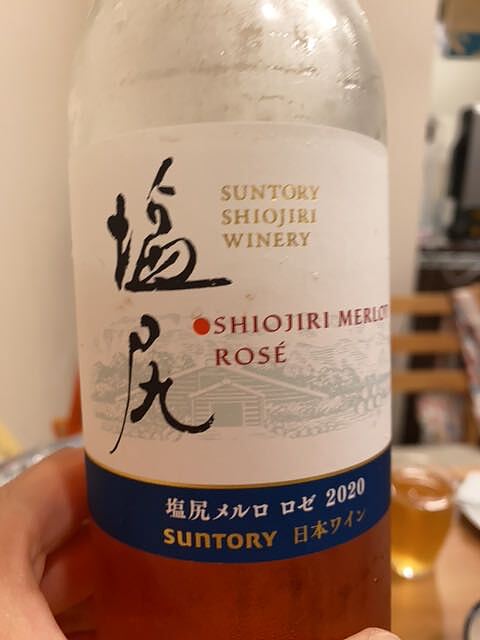 塩尻
SUNTORY
SHIOJIRI
WINERY
SHIOJIRI MERLOT
ROSÉ
塩尻メルロ ロゼ 2020
SUNTORY 日本ワイン